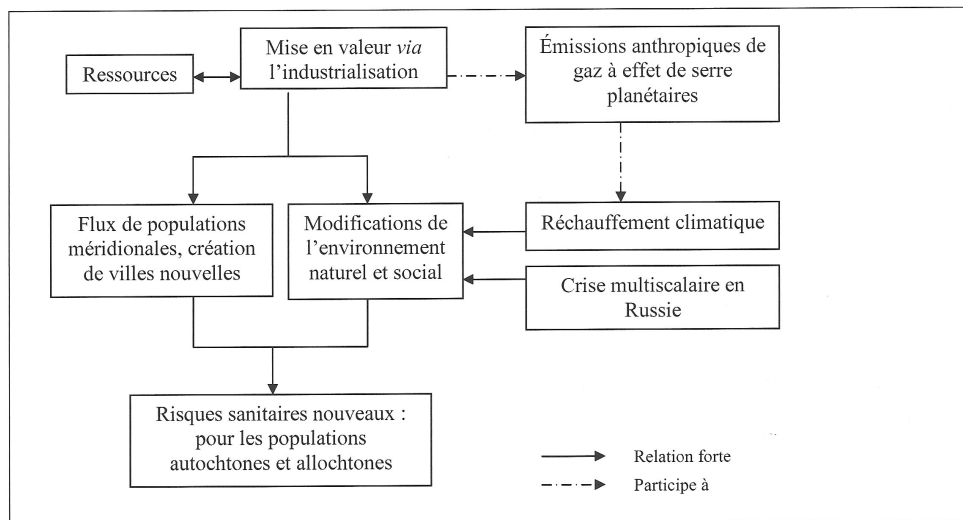 Mise en valeur via
l'industrialisation
Ressources
Émissions anthropiques de
gaz à effet de serre
planétaires
Flux de populations
méridionales, création
de villes nouvelles
Modifications de
l'environnement
naturel et social
Réchauffement climatique
Crise multiscalaire en
Russie
Risques sanitaires nouveaux :
pour les populations
autochtones et allochtones
Relation forte
Participe à